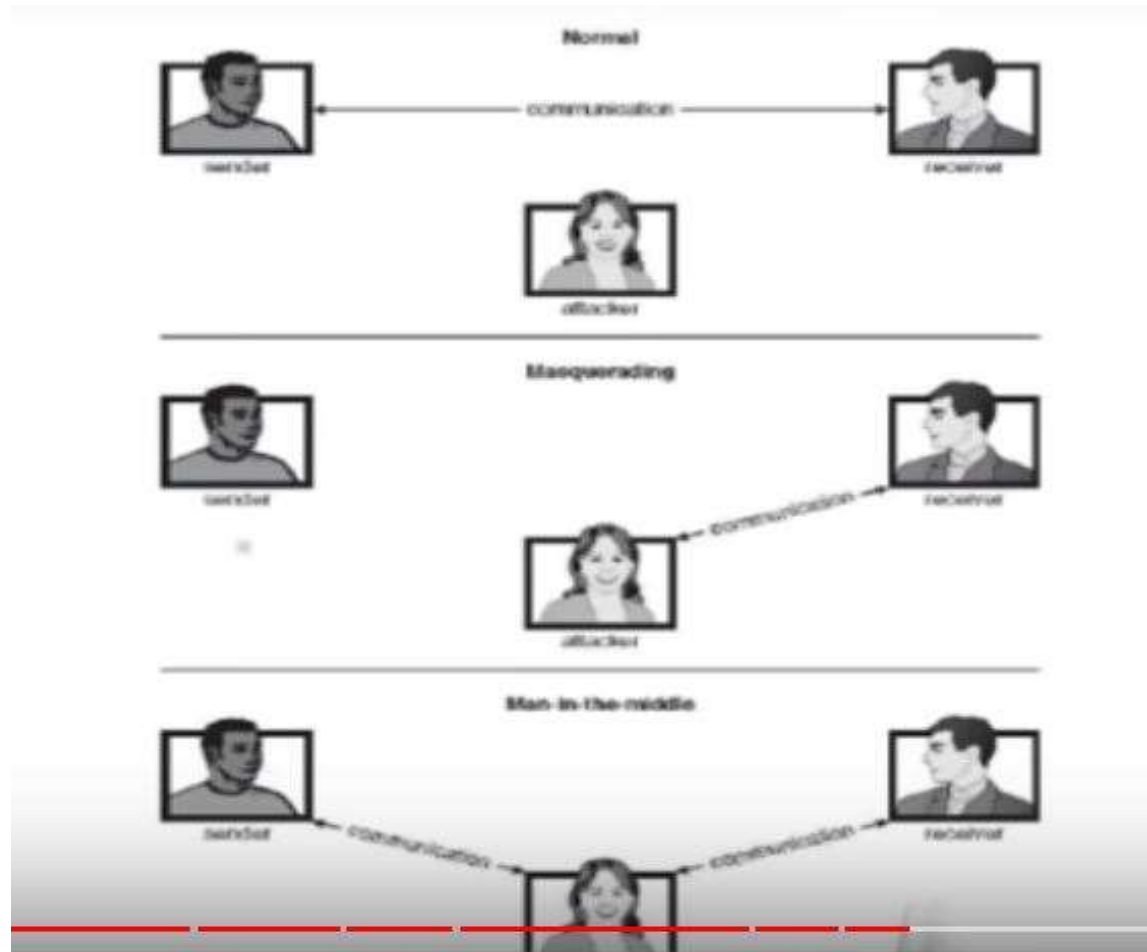 Normal
communication
sender receiver
attacker
Masquerading
sender receiver
communication
attacker
Man-in-the-middle
sender receiver
communication communication